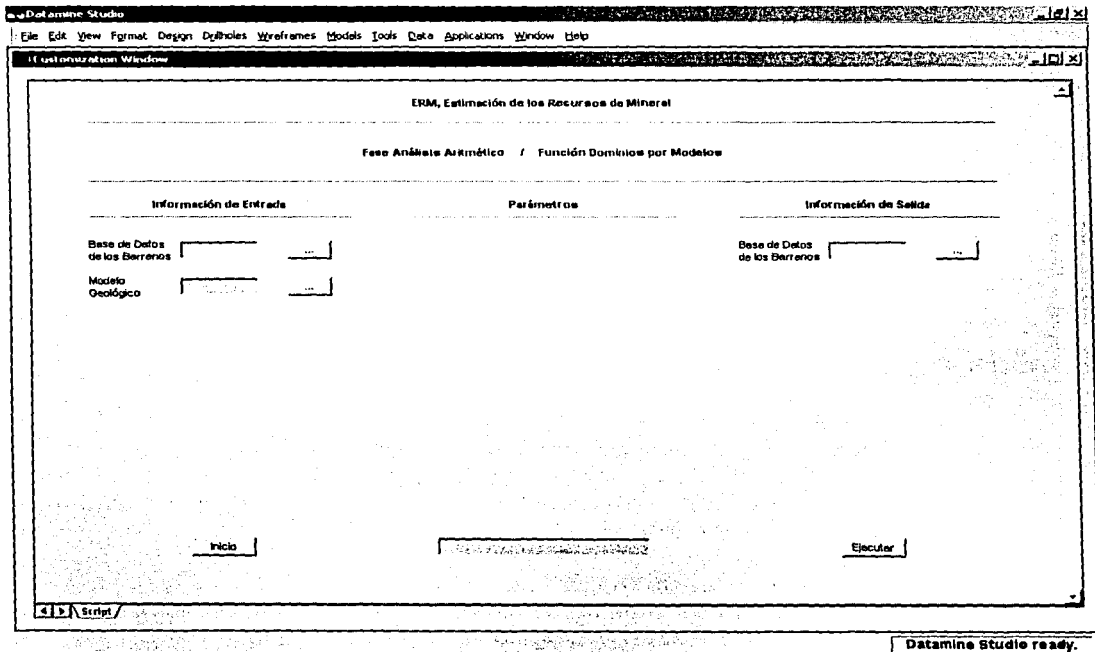 Datamine Studio
File Edit View Format Design Drillholes Wireframes Models Tools Data Applications Window Help
Customization Window
ERM, Estimación de los Recursos de Mineral
Fase Análisis Aritmético / Función Dominios por Modelos
Información de Entrada Parámetros Información de Salida
Base de Datos de los Barrenos ... Base de Datos de los Barrenos ...
Modelo Geológico ...
Inicio Ejecutar
Script
Datamine Studio ready.